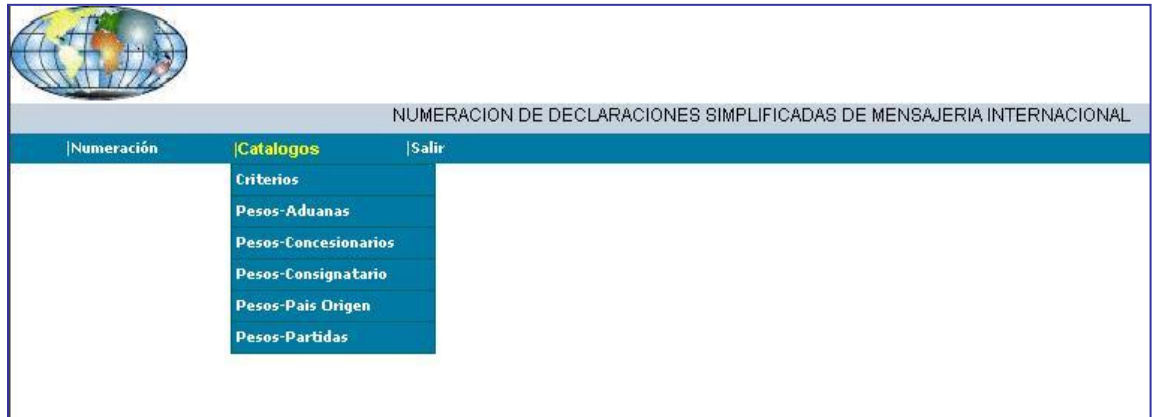 NUMERACION DE DECLARACIONES SIMPLIFICADAS DE MENSAJERIA INTERNACIONAL
|Numeración |Catalogos |Salir
Criterios
Pesos-Aduanas
Pesos-Concesionarios
Pesos-Consignatario
Pesos-Pais Origen
Pesos-Partidas